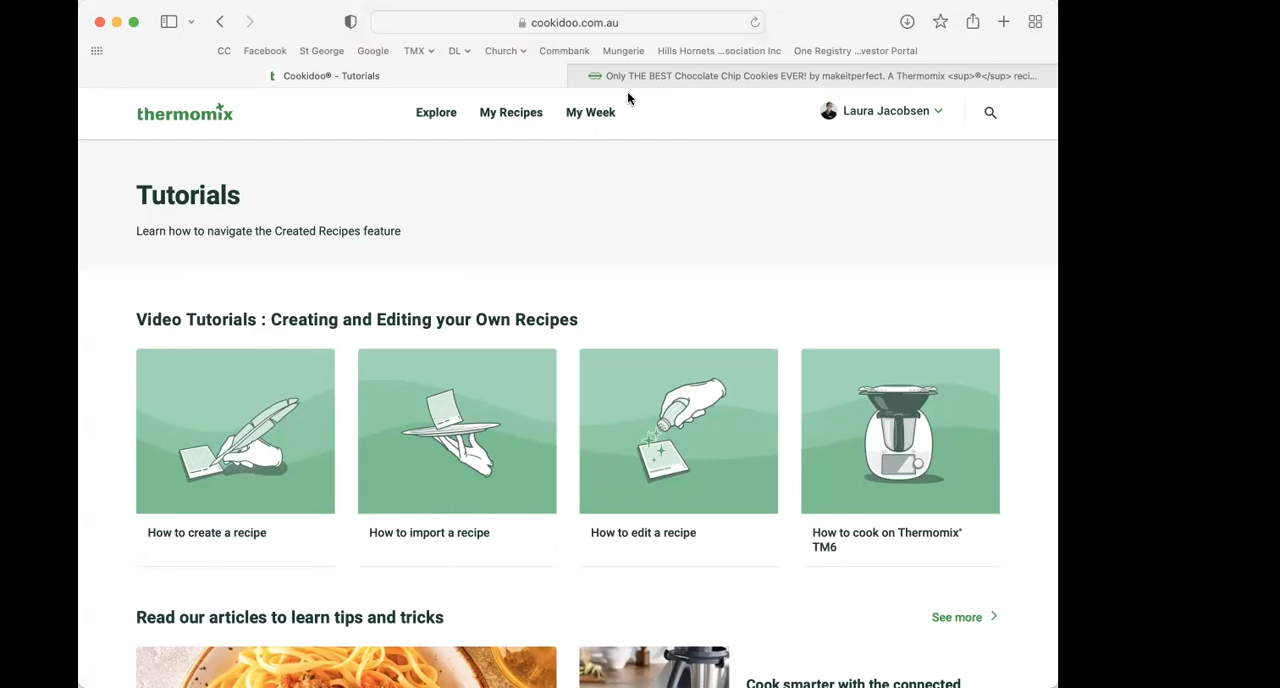 cookidoo.com.au
CC Facebook St George Google TMX DL Church Commbank Mungerie Hills Hornets ...sociation Inc One Registry ...vestor Portal
Cookidoo® - Tutorials
Only THE BEST Chocolate Chip Cookies EVER! by makeitperfect. A Thermomix <sup>®</sup> reci...
thermomix
Explore My Recipes My Week
Laura Jacobsen
Tutorials
Learn how to navigate the Created Recipes feature
Video Tutorials : Creating and Editing your Own Recipes
How to create a recipe
How to import a recipe
How to edit a recipe
How to cook on Thermomix®
TM6
Read our articles to learn tips and tricks
See more
Cook smarter with the connected